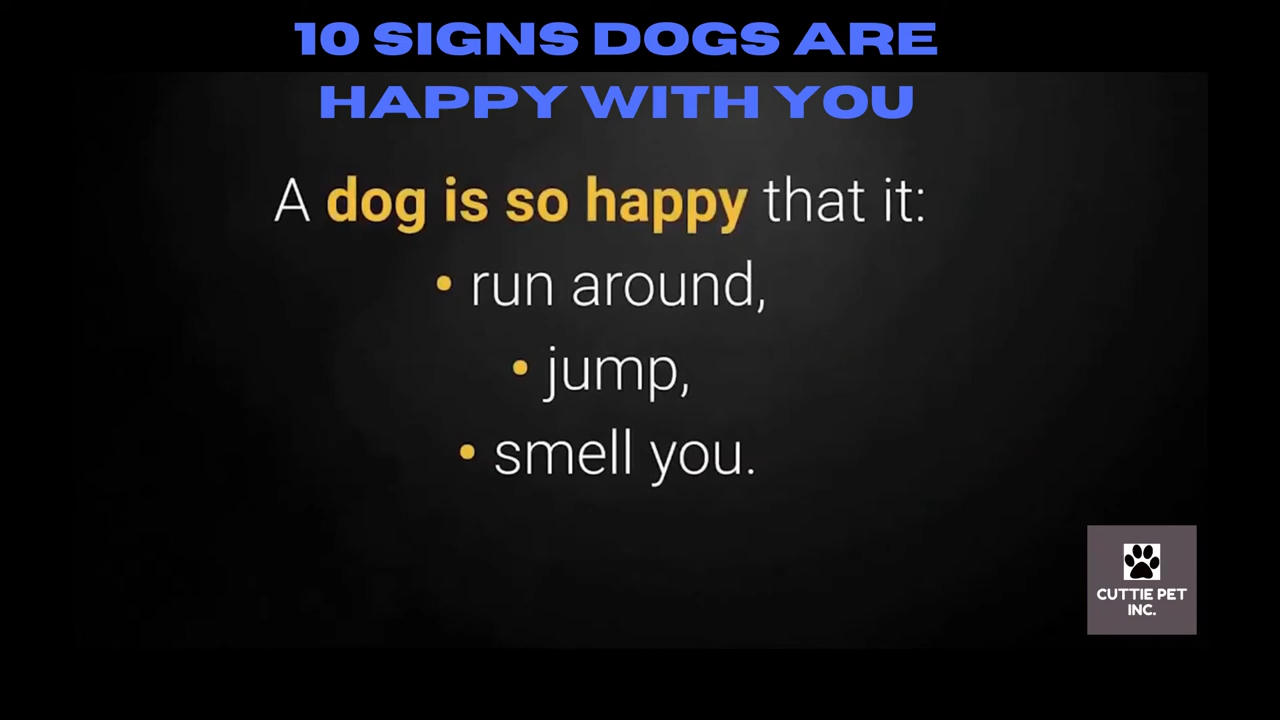 10 SIGNS DOGS ARE
HAPPY WITH YOU
A dog is so happy that it:
• run around,
• jump,
• smell you.
CUTTIE PET
INC.